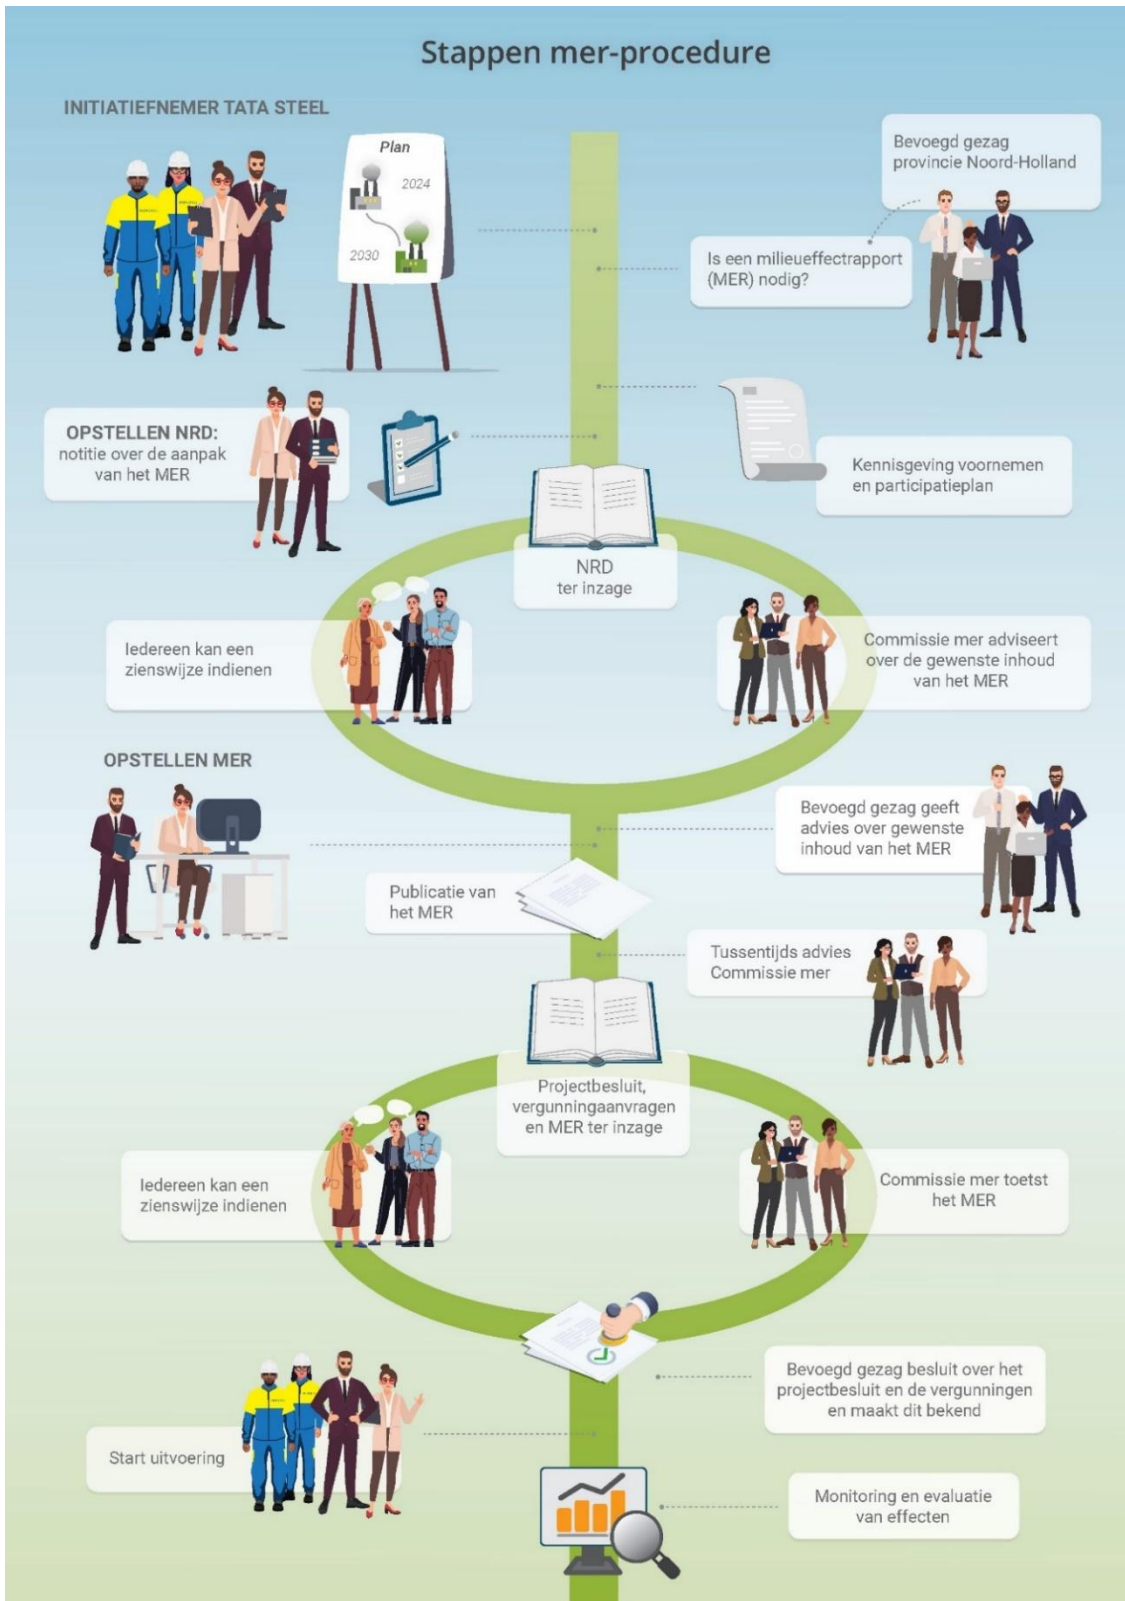 Stappen mer-procedure
INITIATIEFNEMER TATA STEEL
Plan
2024
2030
Bevoegd gezag
provincie Noord-Holland
Is een milieueffectrapport
(MER) nodig?
OPSTELLEN NRD:
notitie over de aanpak
van het MER
Kennisgeving voornemen
en participatieplan
NRD
ter inzage
Iedereen kan een
zienswijze indienen
Commissie mer adviseert
over de gewenste inhoud
van het MER
OPSTELLEN MER
Bevoegd gezag geeft
advies over gewenste
inhoud van het MER
Publicatie van
het MER
Tussentijds advies
Commissie mer
Projectbesluit,
vergunningaanvragen
en MER ter inzage
Iedereen kan een
zienswijze indienen
Commissie mer toetst
het MER
Bevoegd gezag besluit over het
projectbesluit en de vergunningen
en maakt dit bekend
Start uitvoering
Monitoring en evaluatie
van effecten